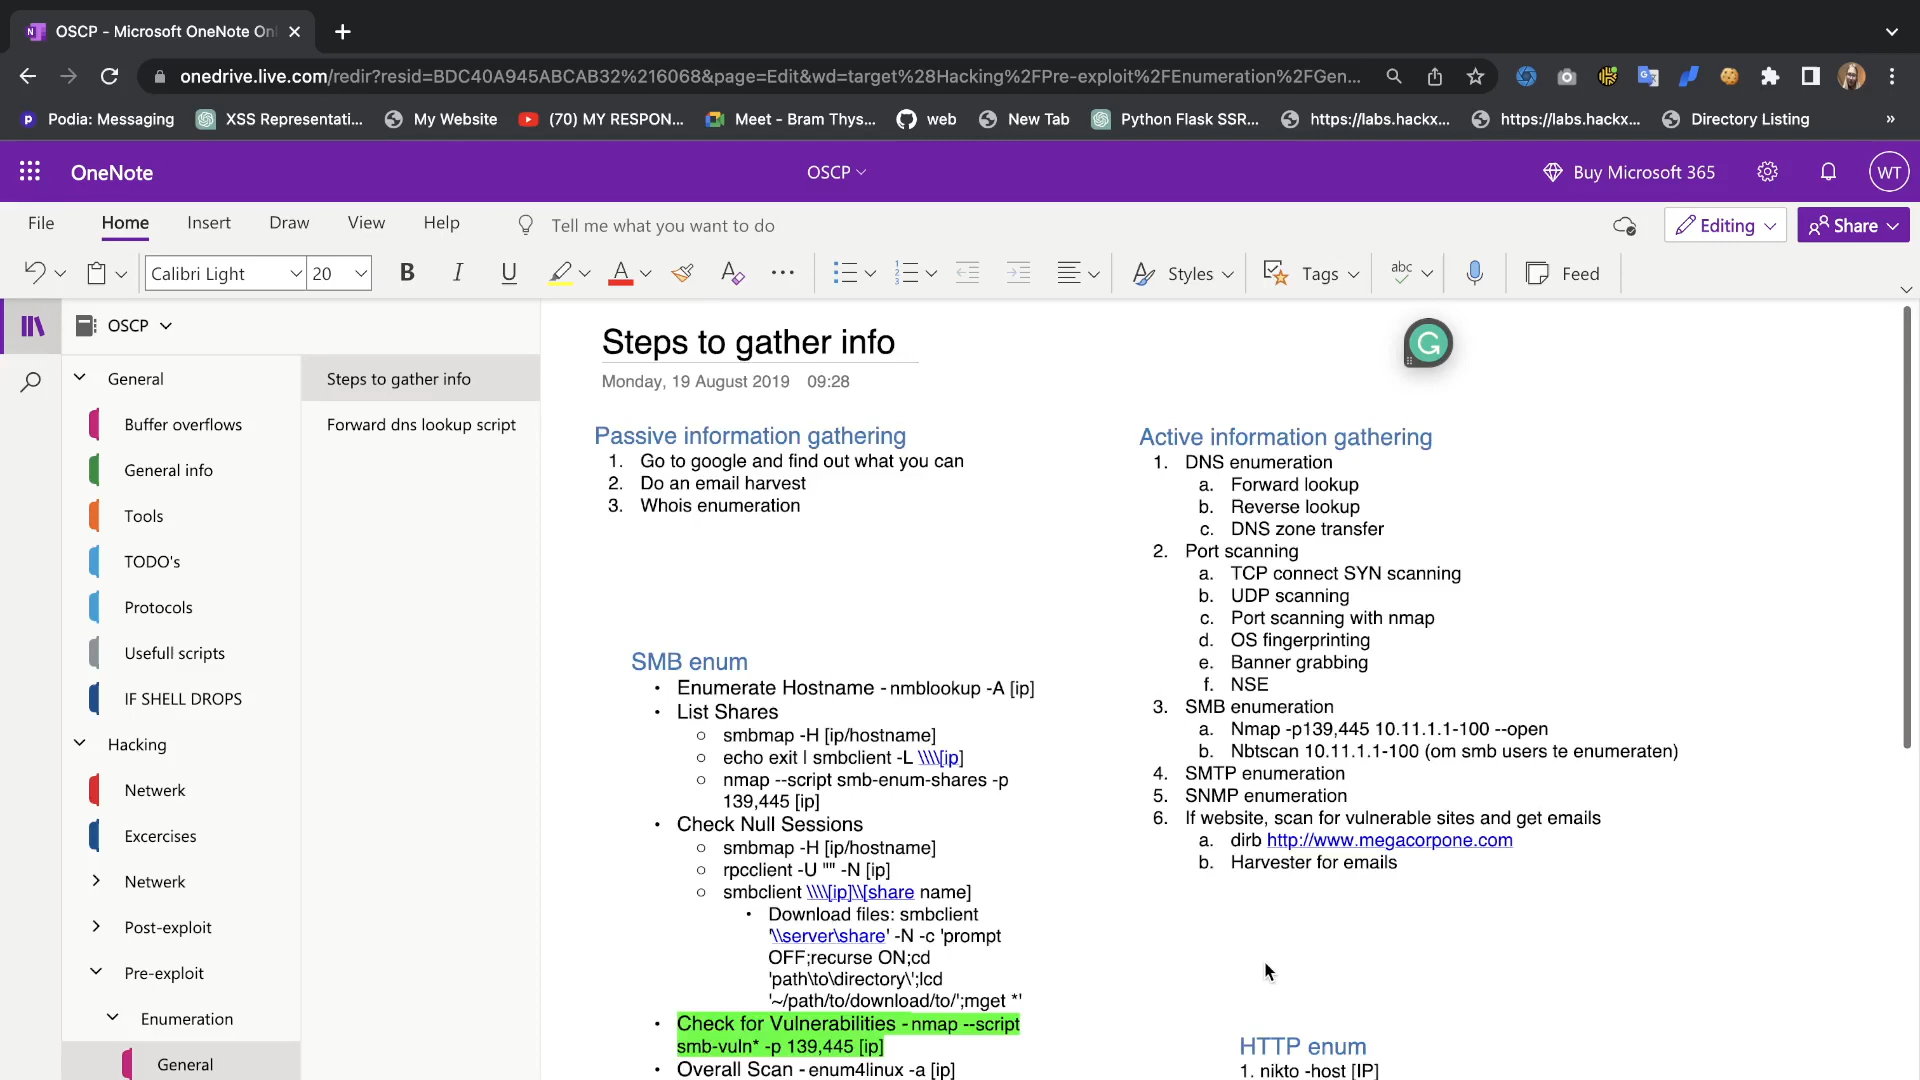 OSCP - Microsoft OneNote Onl
onedrive.live.com/redir?resid=BDC40A945ABCAB32%216068&page=Edit&wd=target%28Hacking%2FPre-exploit%2FEnumeration%2FGen...
Podia: Messaging
XSS Representati...
My Website
(70) MY RESPON...
Meet - Bram Thys...
web
New Tab
Python Flask SSR...
https://labs.hackx...
https://labs.hackx...
Directory Listing
»
OneNote
OSCP
Buy Microsoft 365
WT
File
Home
Insert
Draw
View
Help
Tell me what you want to do
Editing
Share
Calibri Light
20
B
I
U
A
Styles
Tags
abc
Feed
OSCP
General
Buffer overflows
General info
Tools
TODO's
Protocols
Usefull scripts
IF SHELL DROPS
Hacking
Netwerk
Excercises
Netwerk
Post-exploit
Pre-exploit
Enumeration
General
Steps to gather info
Forward dns lookup script
Steps to gather info
Monday, 19 August 2019 09:28
Passive information gathering
1. Go to google and find out what you can
2. Do an email harvest
3. Whois enumeration
SMB enum
• Enumerate Hostname - nmblookup -A [ip]
• List Shares
○ smbmap -H [ip/hostname]
○ echo exit | smbclient -L \\\\[ip]
○ nmap --script smb-enum-shares -p
139,445 [ip]
• Check Null Sessions
○ smbmap -H [ip/hostname]
○ rpcclient -U "" -N [ip]
○ smbclient \\\\[ip]\\[share name]
• Download files: smbclient
'\\server\share' -N -c 'prompt
OFF;recurse ON;cd
'path\to\directory\';lcd
'~/path/to/download/to/';mget *'
• Check for Vulnerabilities - nmap --script
smb-vuln* -p 139,445 [ip]
• Overall Scan - enum4linux -a [ip]
Active information gathering
1. DNS enumeration
a. Forward lookup
b. Reverse lookup
c. DNS zone transfer
2. Port scanning
a. TCP connect SYN scanning
b. UDP scanning
c. Port scanning with nmap
d. OS fingerprinting
e. Banner grabbing
f. NSE
3. SMB enumeration
a. Nmap -p139,445 10.11.1.1-100 --open
b. Nbtscan 10.11.1.1-100 (om smb users te enumeraten)
4. SMTP enumeration
5. SNMP enumeration
6. If website, scan for vulnerable sites and get emails
a. dirb http://www.megacorpone.com
b. Harvester for emails
HTTP enum
1. nikto -host [IP]